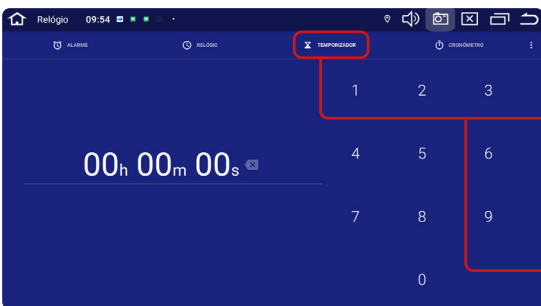 Relógio 09:54
ALARME RELÓGIO TEMPORIZADOR CRONÓMETRO
1 2 3
00h 00m 00s
4 5 6
7 8 9
0